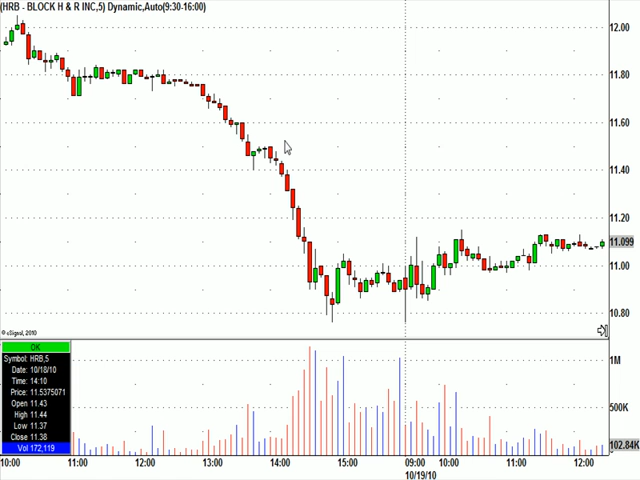 (HRB - BLOCK H & R INC,5) Dynamic,Auto(9:30-16:00)
12.00
11.80
11.60
11.40
11.20
11.099
11.00
10.80
© eSignal, 2010
OK
Symbol: HRB,5
Date: 10/18/10
Time: 14:10
Price: 11.5375071
Open 11.43
High 11.44
Low 11.37
Close 11.38
Vol 172,119
1M
500K
102.84K
10:00 11:00 12:00 13:00 14:00 15:00 09:00 10:00 11:00 12:00
10/19/10